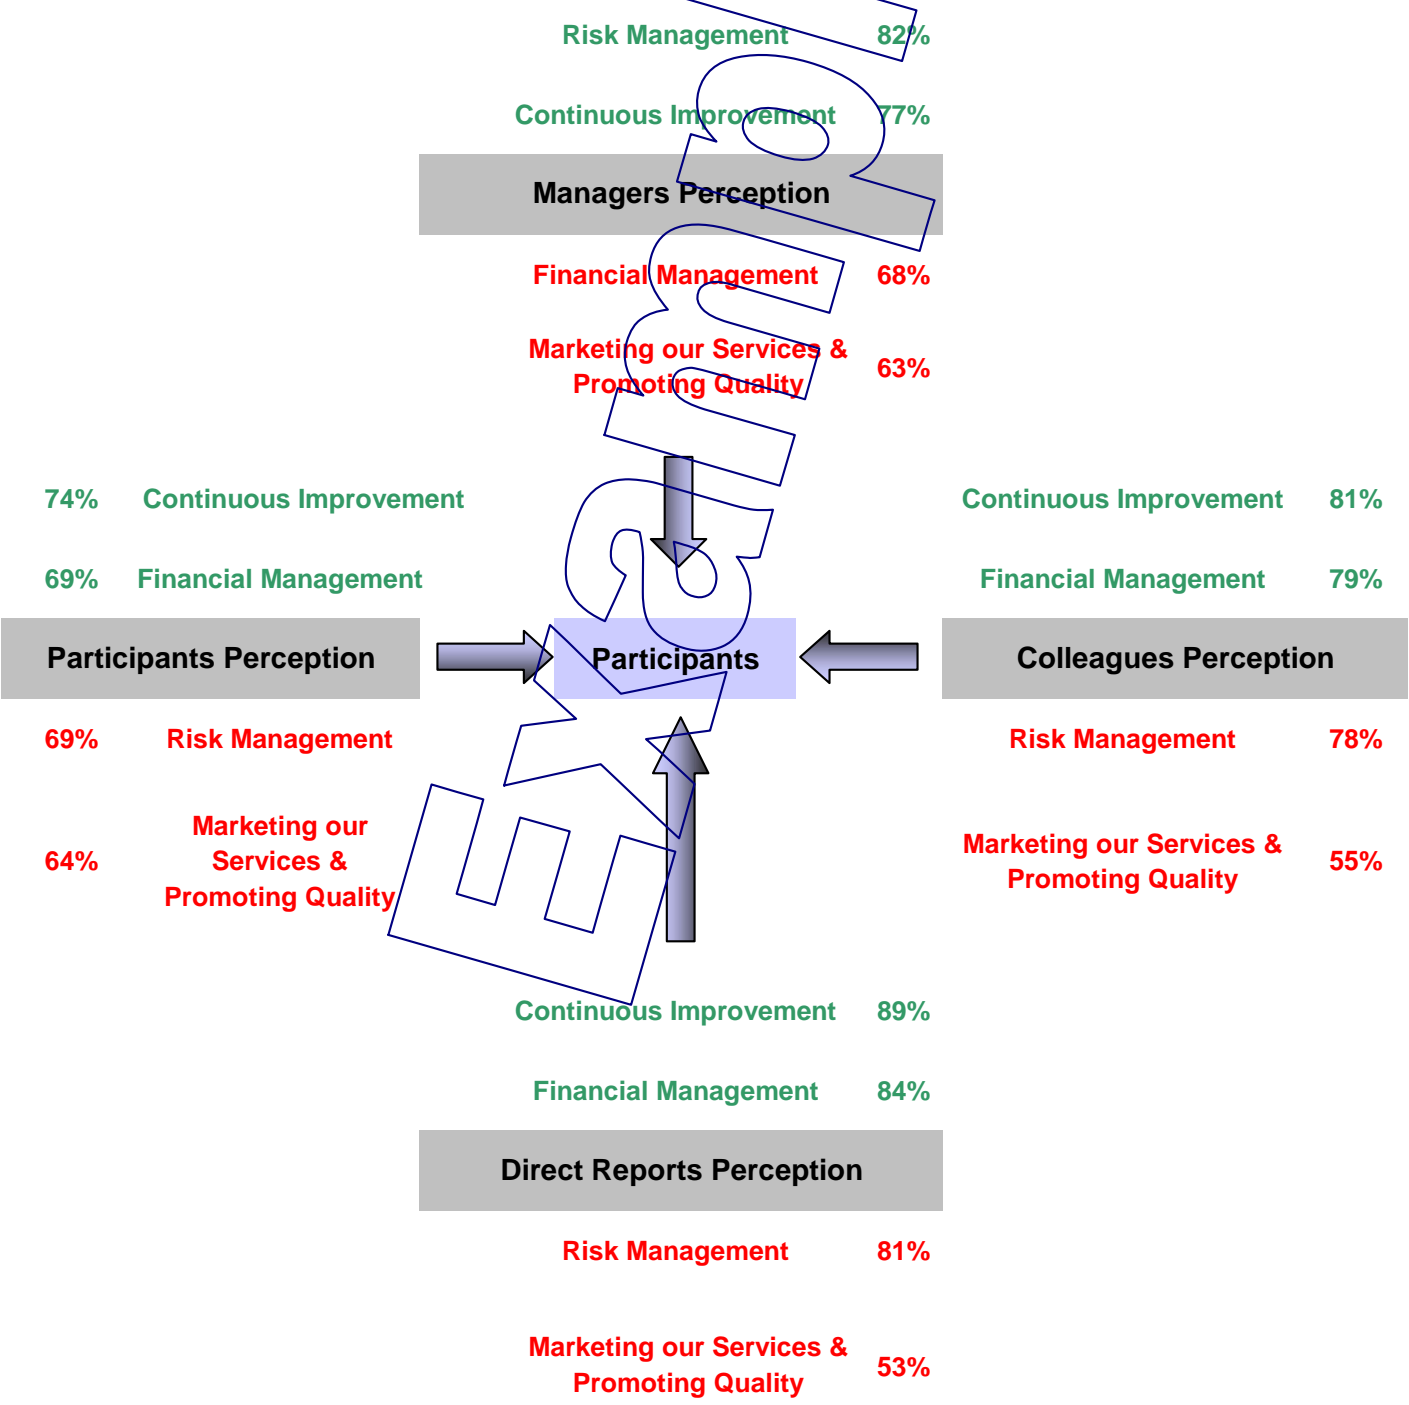 Risk Management 82%
Continuous Improvement 77%
Managers Perception
Financial Management 68%
Marketing our Services &
Promoting Quality 63%
74% Continuous Improvement
69% Financial Management
Participants Perception
69% Risk Management
64% Marketing our
Services &
Promoting Quality
Participants
Continuous Improvement 81%
Financial Management 79%
Colleagues Perception
Risk Management 78%
Marketing our Services &
Promoting Quality 55%
Continuous Improvement 89%
Financial Management 84%
Direct Reports Perception
Risk Management 81%
Marketing our Services &
Promoting Quality 53%
Exampl